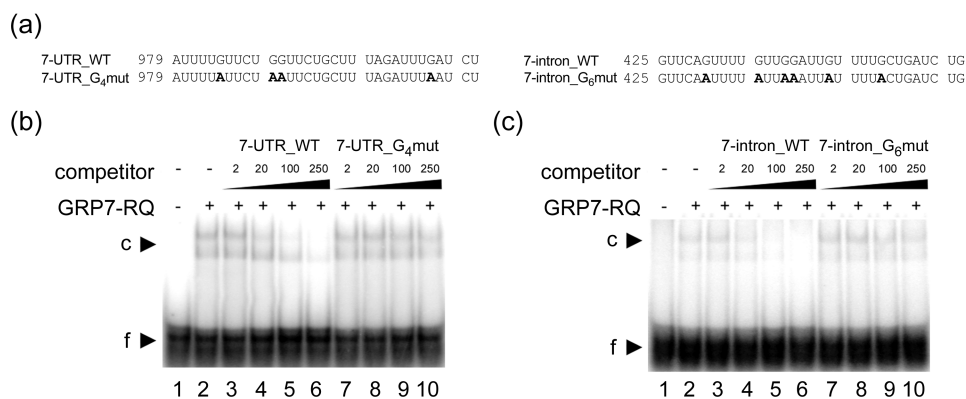 (a)
7-UTR_WT 979 AUUUUGUUCU GGUUCUGCUU UAGAUUUGAU CU
7-UTR_G4mut 979 AUUUUAUUCU AAUUCUGCUU UAGAUUUAAU CU
7-intron_WT 425 GUUCAGUUUU GUUGGAUUGU UUUGCUGAUC UG
7-intron_G6mut 425 GUUCAAUUUU AUUAAAUUAU UUUACUGAUC UG
(b)
7-UTR_WT 7-UTR_G4mut
competitor - - 2 20 100 250 2 20 100 250
GRP7-RQ - + + + + + + + + +
c
f
1 2 3 4 5 6 7 8 9 10
(c)
7-intron_WT 7-intron_G6mut
competitor - - 2 20 100 250 2 20 100 250
GRP7-RQ - + + + + + + + + +
c
f
1 2 3 4 5 6 7 8 9 10